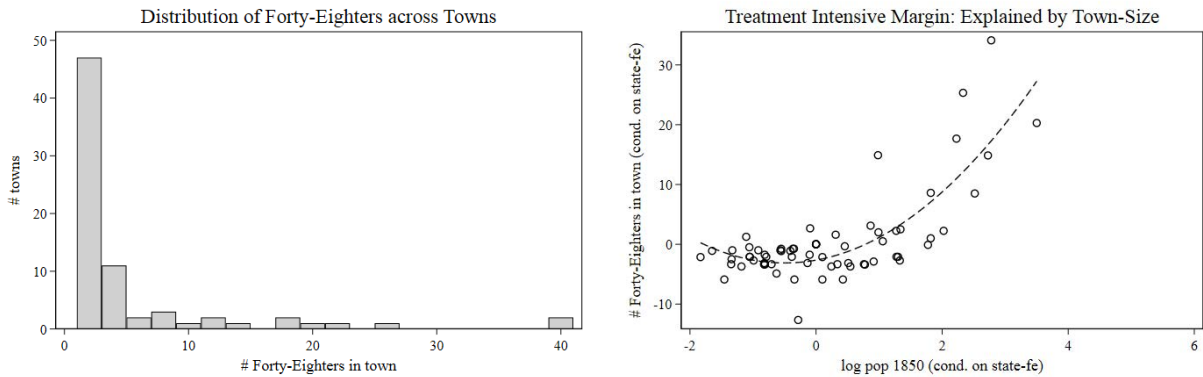 Distribution of Forty-Eighters across Towns
50
40
30
20
10
0
# towns
0 10 20 30 40
# Forty-Eighters in town
Treatment Intensive Margin: Explained by Town-Size
30
20
10
0
-10
# Forty-Eighters in town (cond. on state-fe)
-2 0 2 4 6
log pop 1850 (cond. on state-fe)